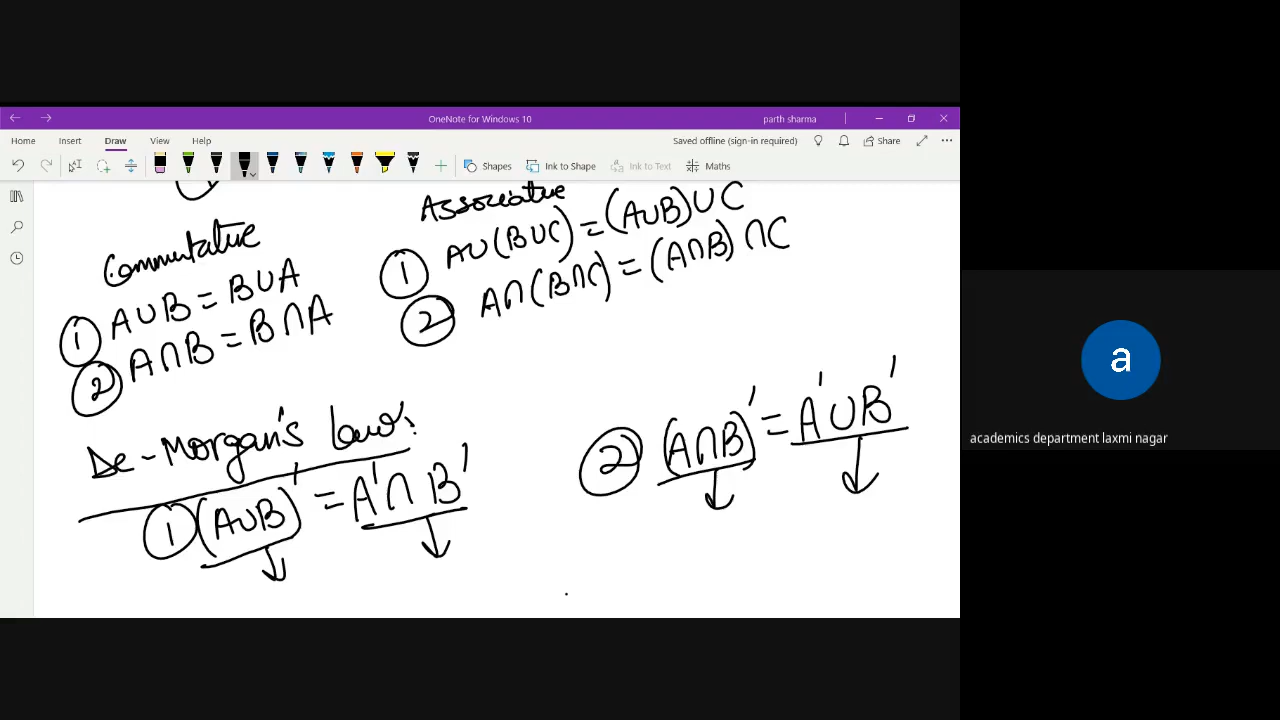 OneNote for Windows 10
parth sharma
Home Insert Draw View Help
Saved offline (sign-in required)
Share
Shapes Ink to Shape Ink to Text Maths
Commutative
① A∪B = B∪A
② A∩B = B∩A
Associative
① A∪(B∪C) = (A∪B)∪C
② A∩(B∩C) = (A∩B)∩C
De-Morgan's Laws:
① (A∪B)' = A'∩B'
② (A∩B)' = A'∪B'
a
academics department laxmi nagar